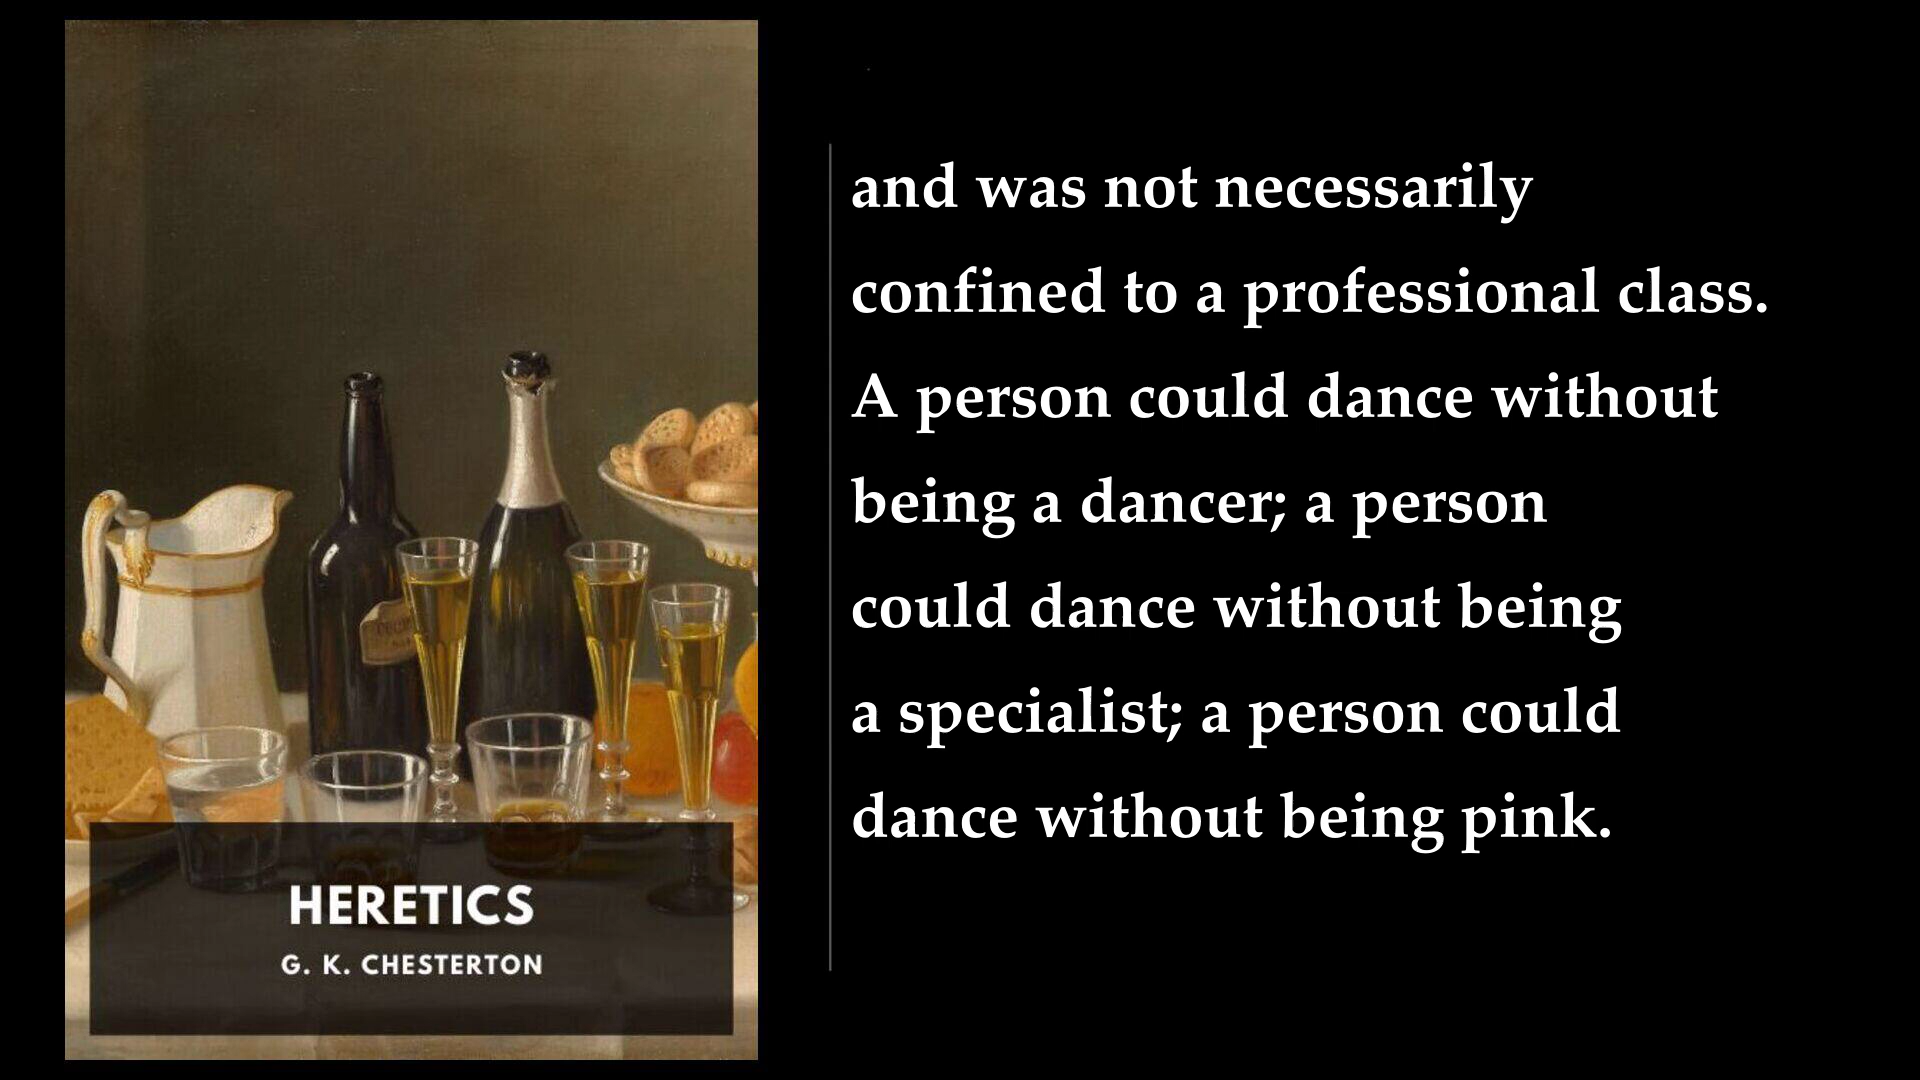 and was not necessarily
confined to a professional class.
A person could dance without
being a dancer; a person
could dance without being
a specialist; a person could
dance without being pink.
HERETICS
G. K. CHESTERTON